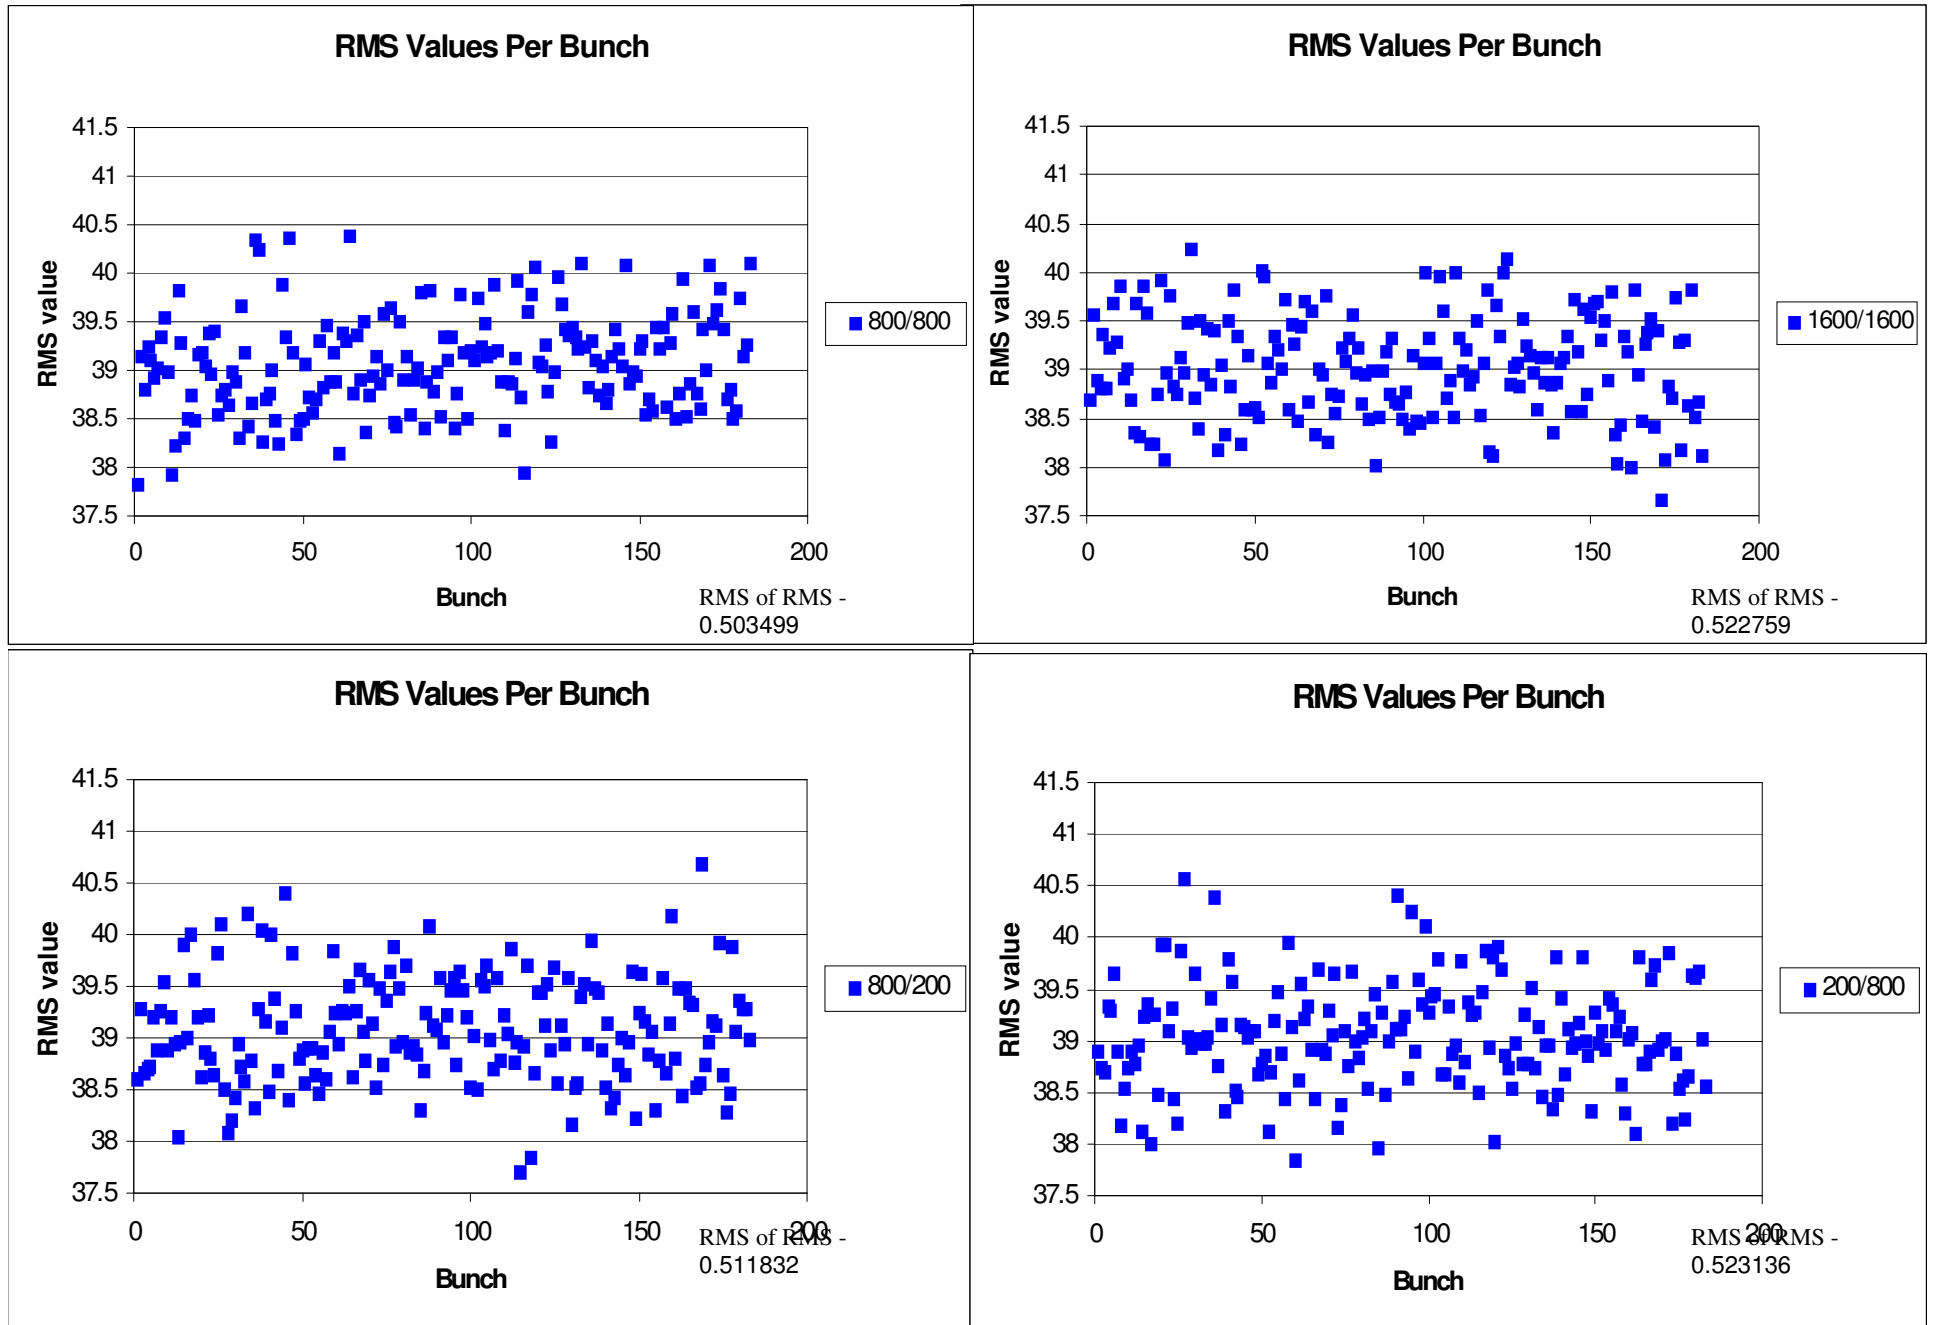 RMS Values Per Bunch
41.5
41
40.5
40
39.5
39
38.5
38
37.5
RMS value
0 50 100 150 200
Bunch
800/800
RMS of RMS -
0.503499
RMS Values Per Bunch
41.5
41
40.5
40
39.5
39
38.5
38
37.5
RMS value
0 50 100 150 200
Bunch
1600/1600
RMS of RMS -
0.522759
RMS Values Per Bunch
41.5
41
40.5
40
39.5
39
38.5
38
37.5
RMS value
0 50 100 150 200
Bunch
800/200
RMS of RMS -
0.511832
RMS Values Per Bunch
41.5
41
40.5
40
39.5
39
38.5
38
37.5
RMS value
0 50 100 150 200
Bunch
200/800
RMS of RMS -
0.523136